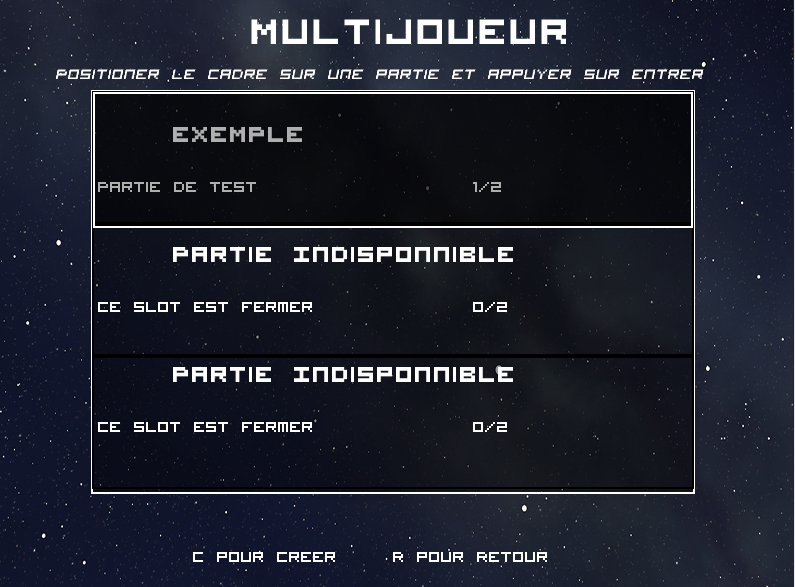 MULTIJOUEUR
POSITIONER LE CADRE SUR UNE PARTIE ET APPUYER SUR ENTRER
EXEMPLE
PARTIE DE TEST 1/2
PARTIE INDISPONNIBLE
CE SLOT EST FERMER 0/2
PARTIE INDISPONNIBLE
CE SLOT EST FERMER 0/2
C POUR CREER R POUR RETOUR